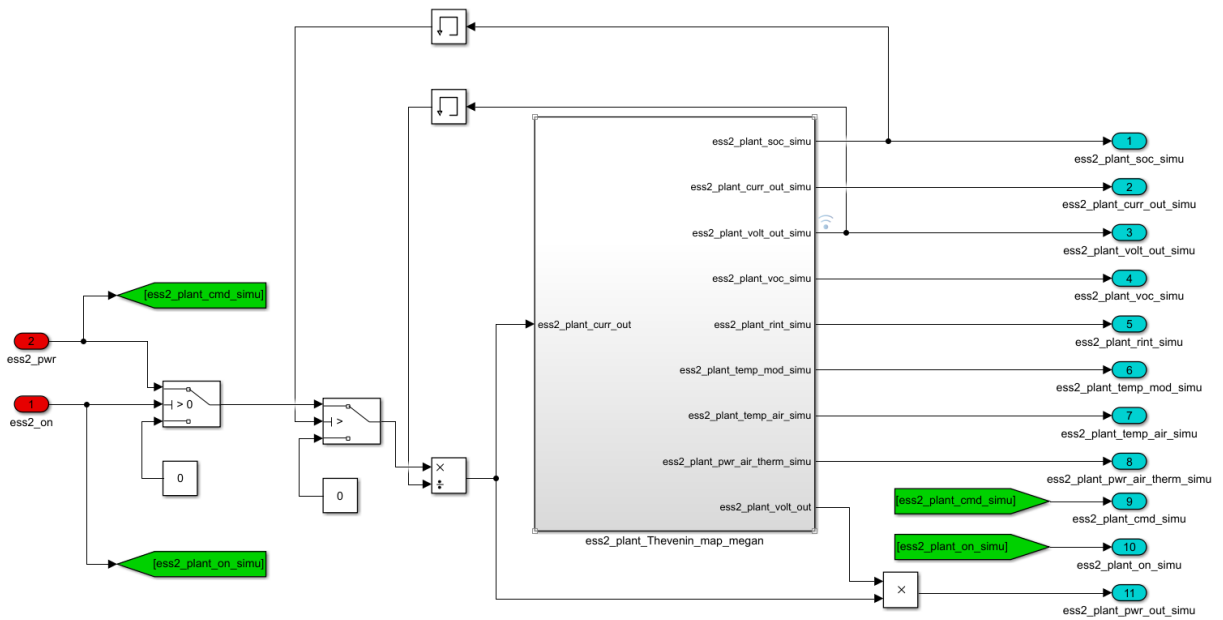 ess2_plant_soc_simu
1
ess2_plant_soc_simu
ess2_plant_curr_out_simu
2
ess2_plant_curr_out_simu
ess2_plant_volt_out_simu
3
ess2_plant_volt_out_simu
ess2_plant_voc_simu
4
ess2_plant_voc_simu
[ess2_plant_cmd_simu]
2
ess2_pwr
ess2_plant_curr_out
ess2_plant_rint_simu
5
ess2_plant_rint_simu
ess2_plant_temp_mod_simu
6
ess2_plant_temp_mod_simu
1
ess2_on
> 0
>
ess2_plant_temp_air_simu
7
ess2_plant_temp_air_simu
0
0
×
÷
ess2_plant_pwr_air_therm_simu
8
ess2_plant_pwr_air_therm_simu
ess2_plant_volt_out
[ess2_plant_cmd_simu]
9
ess2_plant_cmd_simu
ess2_plant_Thevenin_map_megan
[ess2_plant_on_simu]
[ess2_plant_on_simu]
10
ess2_plant_on_simu
×
11
ess2_plant_pwr_out_simu